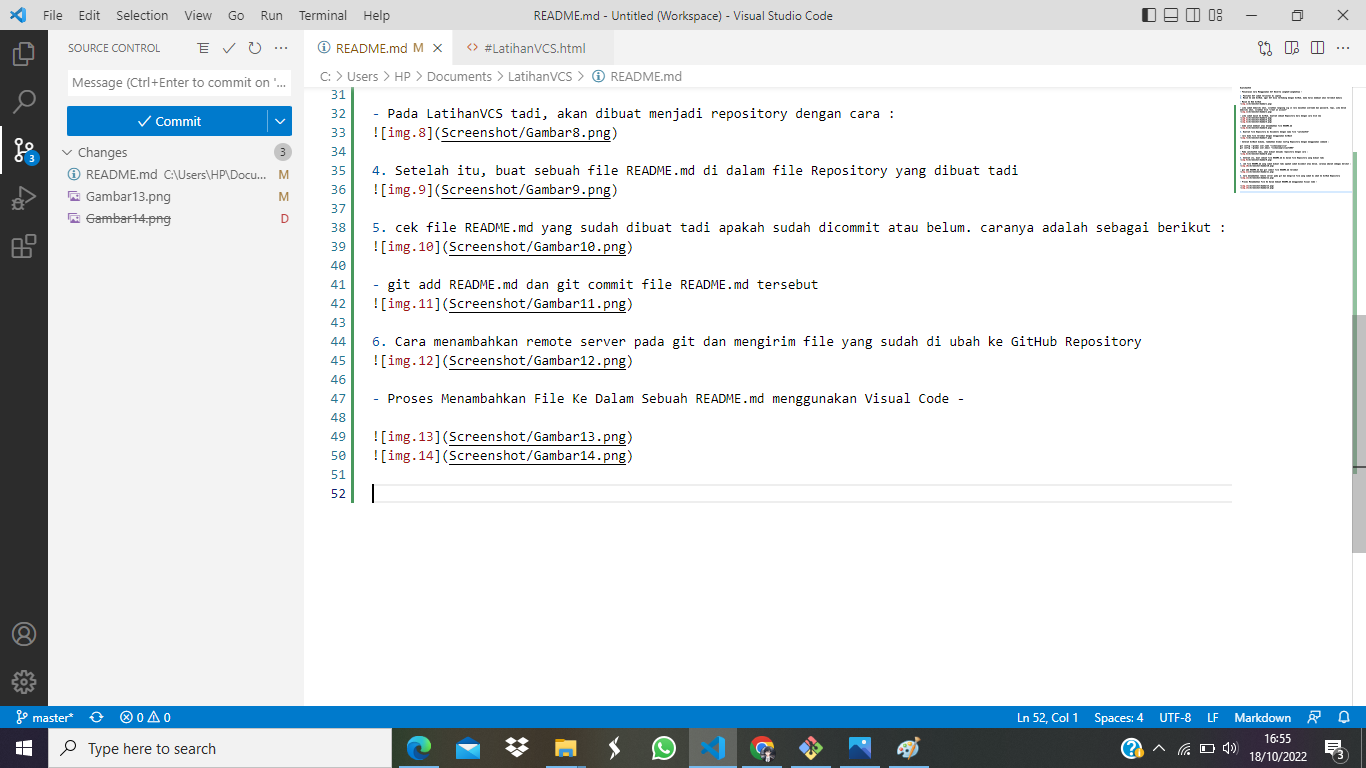 File Edit Selection View Go Run Terminal Help README.md - Untitled (Workspace) - Visual Studio Code
SOURCE CONTROL
README.md M
<> #LatihanVCS.html
C: > Users > HP > Documents > LatihanVCS > README.md
Message (Ctrl+Enter to commit on '...
Commit
Changes 3
README.md C:\Users\HP\Docu... M
Gambar13.png M
Gambar14.png D
3
31
32 - Pada LatihanVCS tadi, akan dibuat menjadi repository dengan cara :
33 ![img.8](Screenshot/Gambar8.png)
34
35 4. Setelah itu, buat sebuah file README.md di dalam file Repository yang dibuat tadi
36 ![img.9](Screenshot/Gambar9.png)
37
38 5. cek file README.md yang sudah dibuat tadi apakah sudah dicommit atau belum. caranya adalah sebagai berikut :
39 ![img.10](Screenshot/Gambar10.png)
40
41 - git add README.md dan git commit file README.md tersebut
42 ![img.11](Screenshot/Gambar11.png)
43
44 6. Cara menambahkan remote server pada git dan mengirim file yang sudah di ubah ke GitHub Repository
45 ![img.12](Screenshot/Gambar12.png)
46
47 - Proses Menambahkan File Ke Dalam Sebuah README.md menggunakan Visual Code -
48
49 ![img.13](Screenshot/Gambar13.png)
50 ![img.14](Screenshot/Gambar14.png)
51
52
master* 0 0 Ln 52, Col 1 Spaces: 4 UTF-8 LF Markdown
Type here to search
16:55
18/10/2022
3